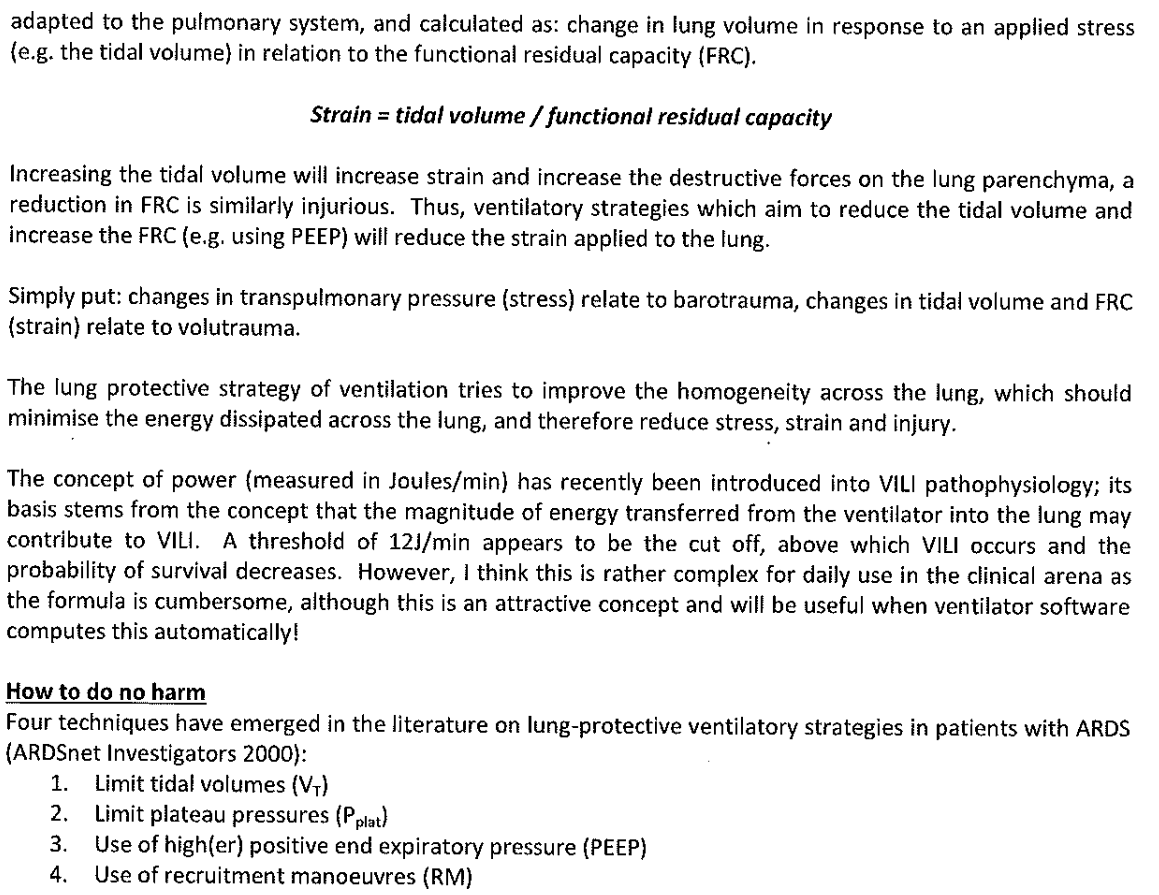 adapted to the pulmonary system, and calculated as: change in lung volume in response to an applied stress
(e.g. the tidal volume) in relation to the functional residual capacity (FRC).
Strain = tidal volume / functional residual capacity
Increasing the tidal volume will increase strain and increase the destructive forces on the lung parenchyma, a
reduction in FRC is similarly injurious. Thus, ventilatory strategies which aim to reduce the tidal volume and
increase the FRC (e.g. using PEEP) will reduce the strain applied to the lung.
Simply put: changes in transpulmonary pressure (stress) relate to barotrauma, changes in tidal volume and FRC
(strain) relate to volutrauma.
The lung protective strategy of ventilation tries to improve the homogeneity across the lung, which should
minimise the energy dissipated across the lung, and therefore reduce stress, strain and injury.
The concept of power (measured in Joules/min) has recently been introduced into VILI pathophysiology; its
basis stems from the concept that the magnitude of energy transferred from the ventilator into the lung may
contribute to VILI. A threshold of 12J/min appears to be the cut off, above which VILI occurs and the
probability of survival decreases. However, I think this is rather complex for daily use in the clinical arena as
the formula is cumbersome, although this is an attractive concept and will be useful when ventilator software
computes this automatically!
How to do no harm
Four techniques have emerged in the literature on lung-protective ventilatory strategies in patients with ARDS
(ARDSnet Investigators 2000):
1. Limit tidal volumes (VT)
2. Limit plateau pressures (Pplat)
3. Use of high(er) positive end expiratory pressure (PEEP)
4. Use of recruitment manoeuvres (RM)